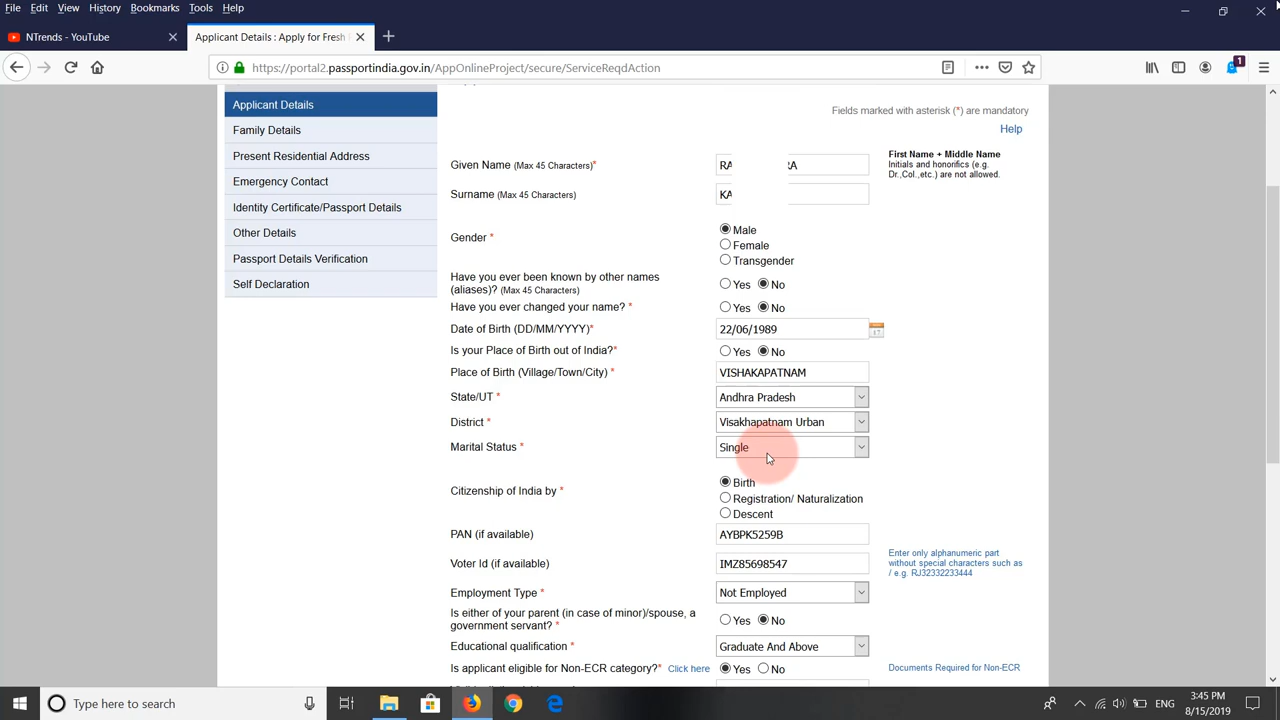 File Edit View History Bookmarks Tools Help
NTrends - YouTube
Applicant Details : Apply for Fresh
https://portal2.passportindia.gov.in/AppOnlineProject/secure/ServiceReqdAction
1
Applicant Details
Family Details
Present Residential Address
Emergency Contact
Identity Certificate/Passport Details
Other Details
Passport Details Verification
Self Declaration
Fields marked with asterisk (*) are mandatory
Help
Given Name (Max 45 Characters)* RA RA
First Name + Middle Name
Initials and honorifics (e.g.
Dr.,Col.,etc.) are not allowed.
Surname (Max 45 Characters) KA
Gender *
Male
Female
Transgender
Have you ever been known by other names
(aliases)? (Max 45 Characters)
Yes No
Have you ever changed your name? * Yes No
Date of Birth (DD/MM/YYYY)* 22/06/1989
Is your Place of Birth out of India?* Yes No
Place of Birth (Village/Town/City) * VISHAKAPATNAM
State/UT * Andhra Pradesh
District * Visakhapatnam Urban
Marital Status * Single
Citizenship of India by *
Birth
Registration/ Naturalization
Descent
PAN (if available) AYBPK5259B
Voter Id (if available) IMZ85698547
Enter only alphanumeric part
without special characters such as
/ e.g. RJ32332233444
Employment Type * Not Employed
Is either of your parent (in case of minor)/spouse, a
government servant? *
Yes No
Educational qualification * Graduate And Above
Is applicant eligible for Non-ECR category?* Click here Yes No Documents Required for Non-ECR
Type here to search
ENG
3:45 PM
8/15/2019